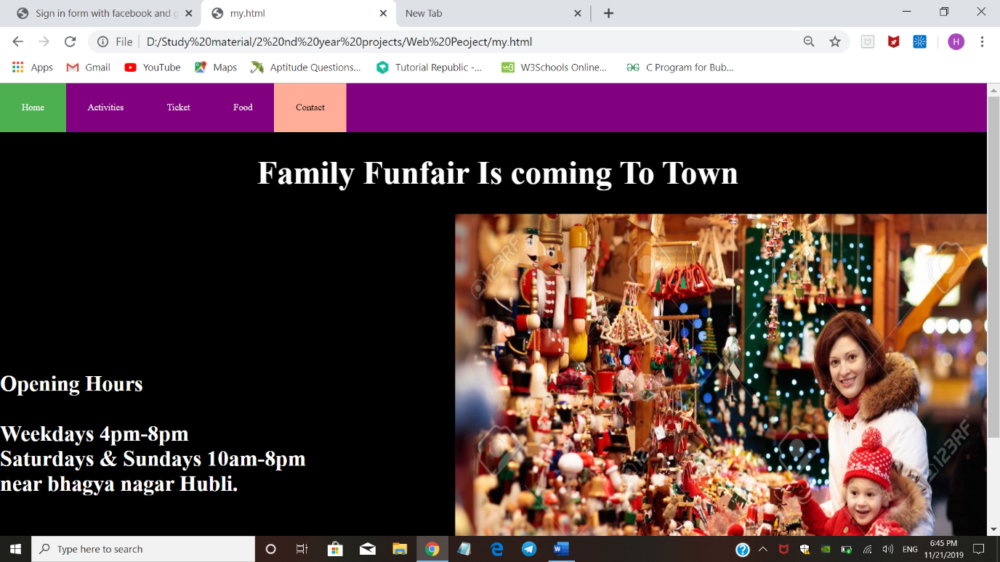 Sign in form with facebook and g
my.html
New Tab
File
D:/Study%20material/2%20nd%20year%20projects/Web%20Peoject/my.html
H
Apps
Gmail
YouTube
Maps
Aptitude Questions...
Tutorial Republic -...
W3Schools Online...
C Program for Bub...
Home
Activities
Ticket
Food
Contact
Family Funfair Is coming To Town
123RF
123RF
Opening Hours
Weekdays 4pm-8pm
Saturdays & Sundays 10am-8pm
near bhagya nagar Hubli.
Type here to search
ENG
6:45 PM
11/21/2019